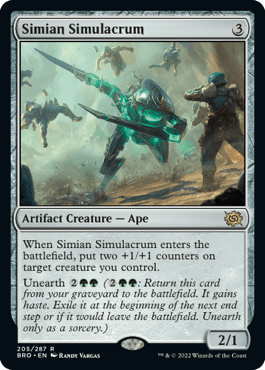 Simian Simulacrum 3
Artifact Creature — Ape
When Simian Simulacrum enters the
battlefield, put two +1/+1 counters on
target creature you control.
Unearth 2GG (2GG: Return this card
from your graveyard to the battlefield. It
gains haste. Exile it at the beginning of the next end
step or if it would leave the battlefield. Unearth
only as a sorcery.)
2/1
205/287 R
BRO • EN RANDY VARGAS
™ & © 2022 Wizards of the Coast